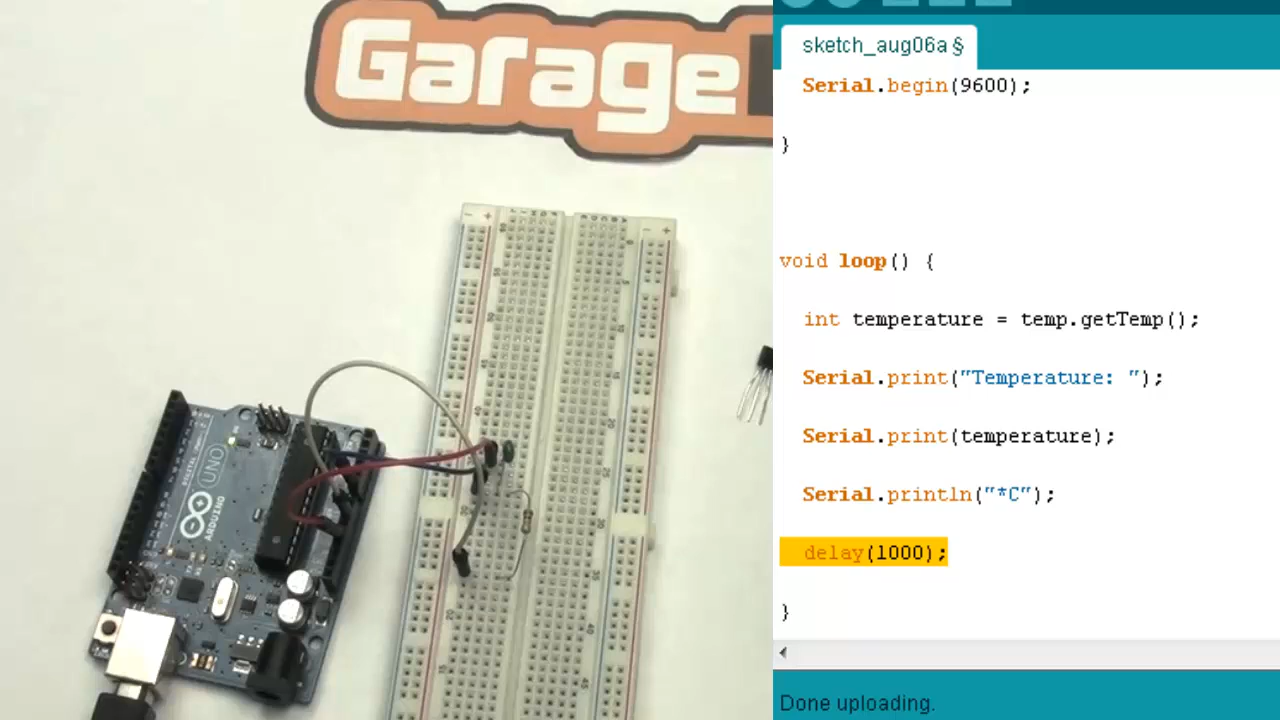 Garage
UNO
ARDUINO
sketch_aug06a §
Serial.begin(9600);
}
void loop() {
int temperature = temp.getTemp();
Serial.print("Temperature: ");
Serial.print(temperature);
Serial.println("*C");
delay(1000);
}
Done uploading.